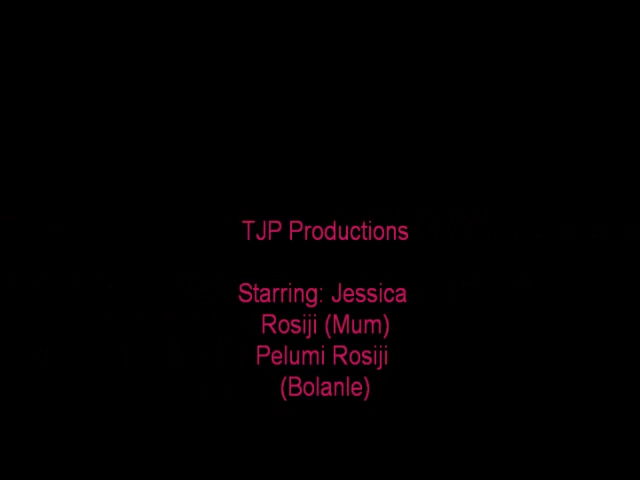 TJP Productions
Starring: Jessica
Rosiji (Mum)
Pelumi Rosiji
(Bolanle)